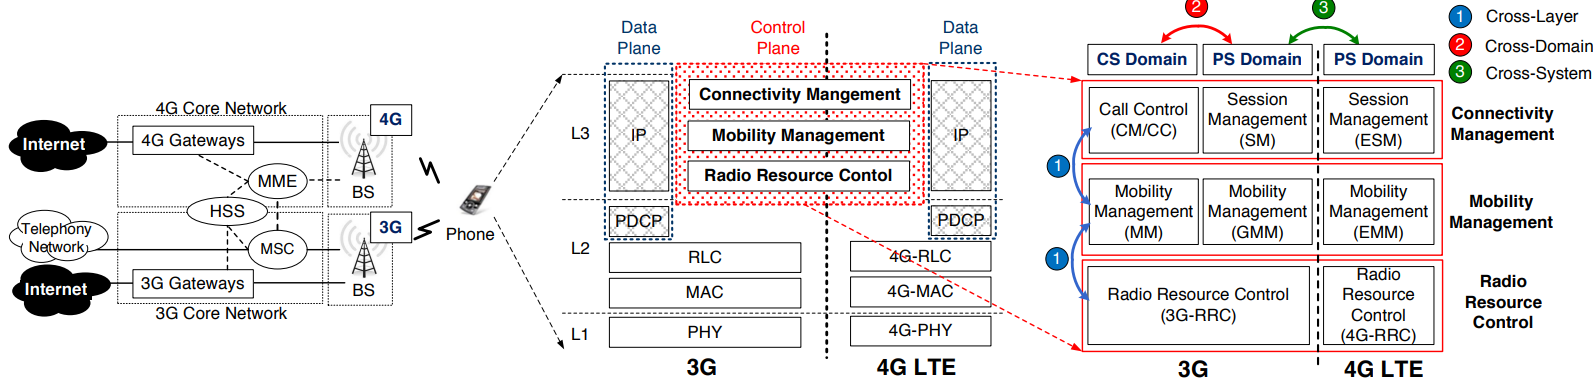 4G Core Network
4G
Internet
4G Gateways
MME
BS
HSS
3G
Phone
Telephony
Network
MSC
BS
Internet
3G Gateways
3G Core Network
Data
Plane
Control
Plane
Data
Plane
L3
IP
Connectivity Mangement
Mobility Management
Radio Resource Contol
IP
PDCP
PDCP
L2
RLC
4G-RLC
MAC
4G-MAC
L1
PHY
4G-PHY
3G
4G LTE
2
3
1 Cross-Layer
2 Cross-Domain
3 Cross-System
CS Domain
PS Domain
PS Domain
Call Control
(CM/CC)
Session
Management
(SM)
Session
Management
(ESM)
Connectivity
Management
1
Mobility
Management
(MM)
Mobility
Management
(GMM)
Mobility
Management
(EMM)
Mobility
Management
1
Radio Resource Control
(3G-RRC)
Radio
Resource
Control
(4G-RRC)
Radio
Resource
Control
3G
4G LTE